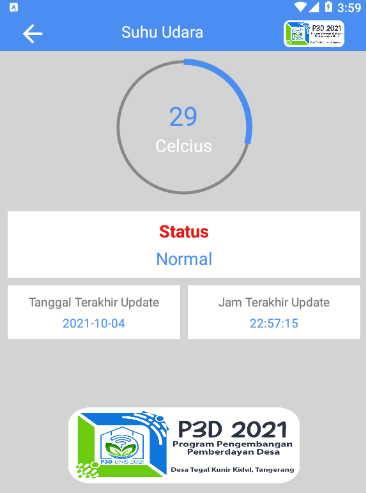 3:59
Suhu Udara
P3D 2021
29
Celcius
Status
Normal
Tanggal Terakhir Update
2021-10-04
Jam Terakhir Update
22:57:15
P3D 2021
Program Pengembangan
Pemberdayan Desa
Desa Tegal Kunir Kidul, Tangerang
P3D UNIS 2021